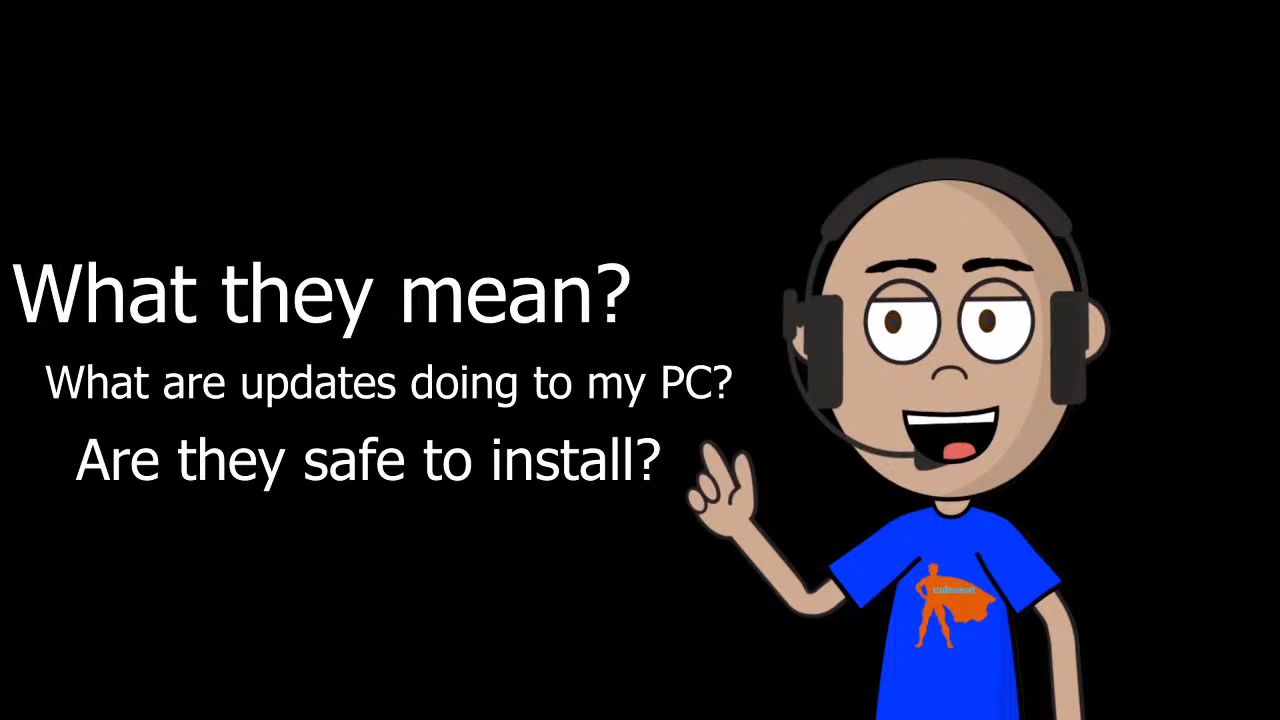 What they mean?
What are updates doing to my PC?
Are they safe to install?